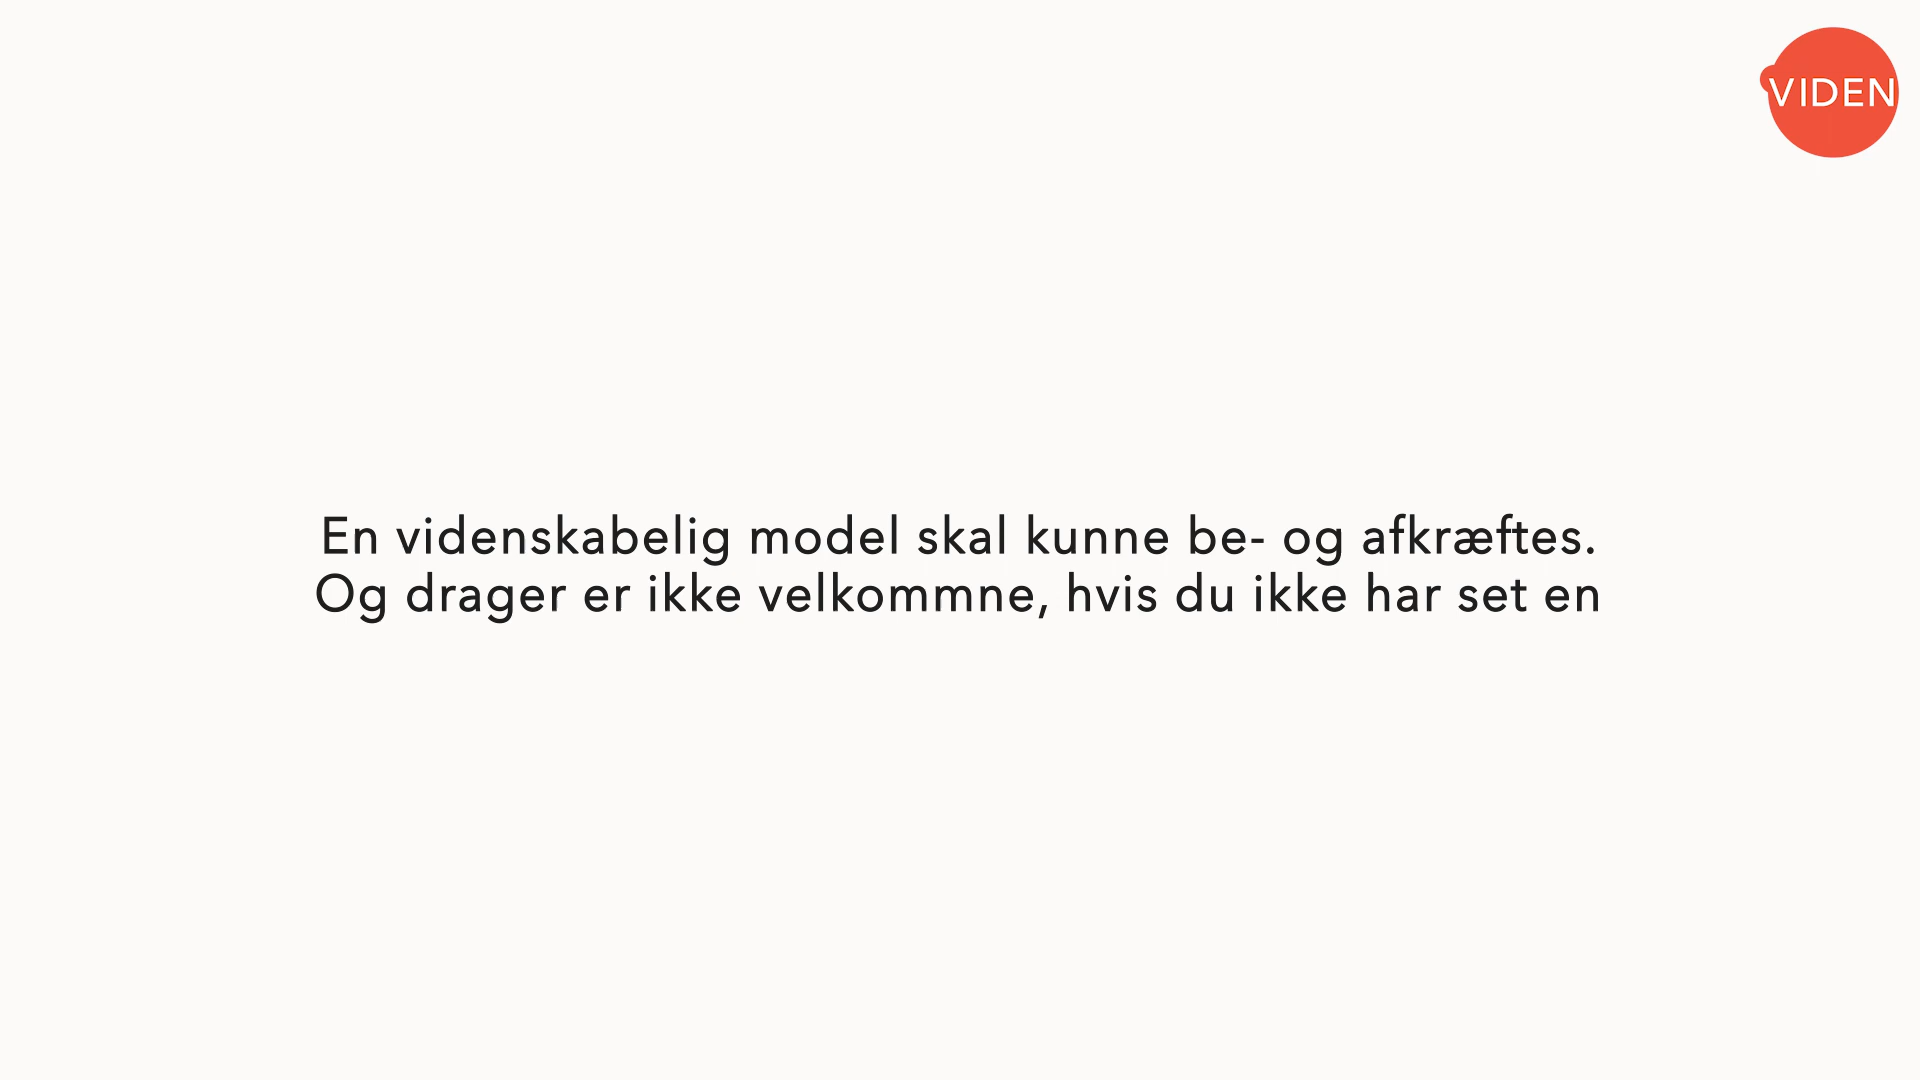 VIDEN
En videnskabelig model skal kunne be- og afkræftes.
Og drager er ikke velkommne, hvis du ikke har set en